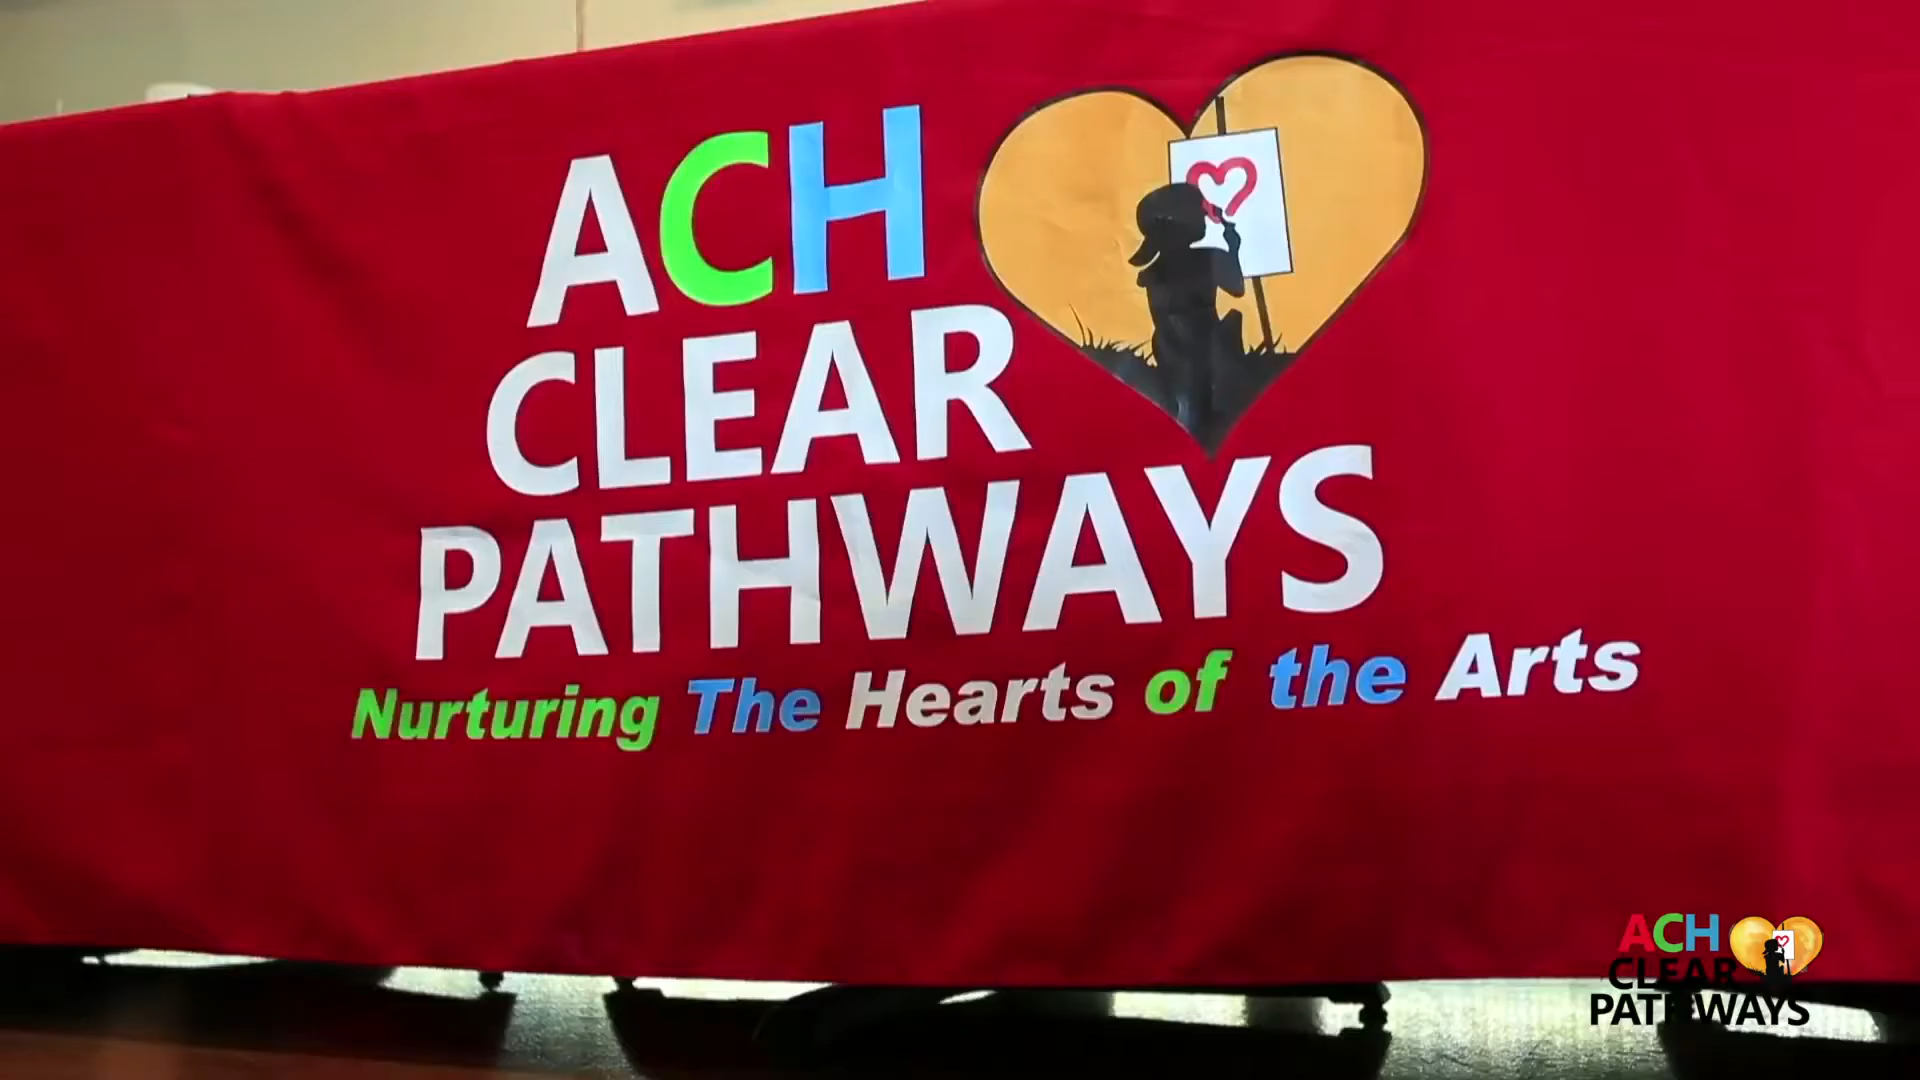 ACH
CLEAR
PATHWAYS
Nurturing The Hearts of the Arts
ACH
CLEAR
PATHWAYS